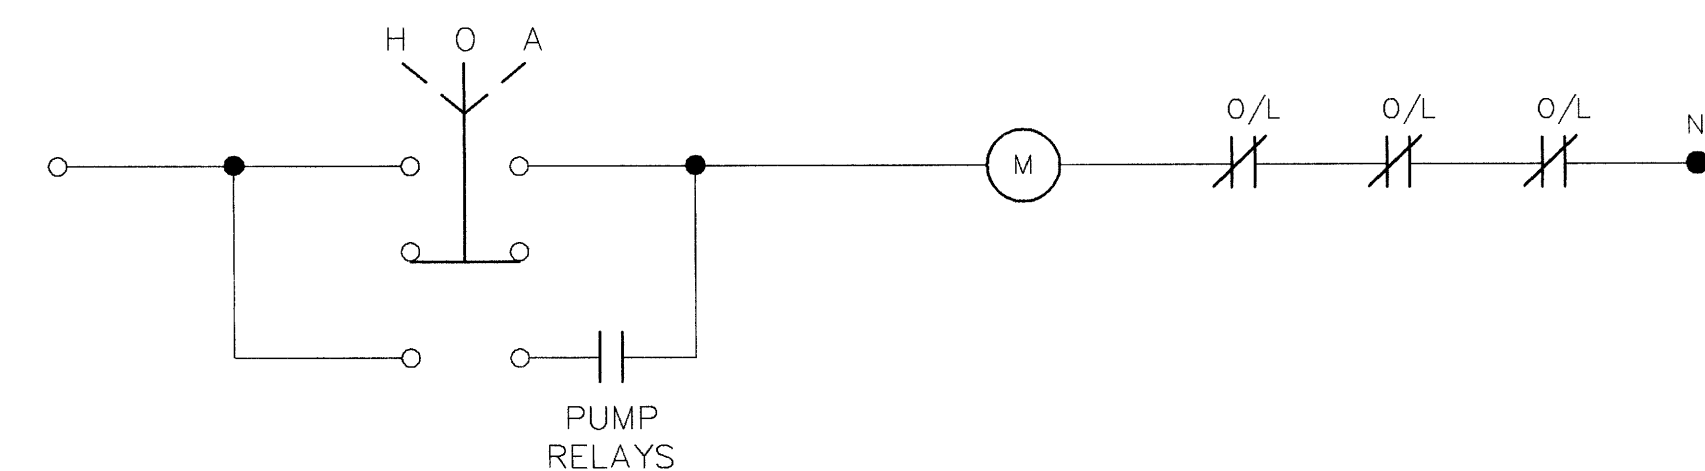 H O A
O/L O/L O/L
N
M
PUMP
RELAYS